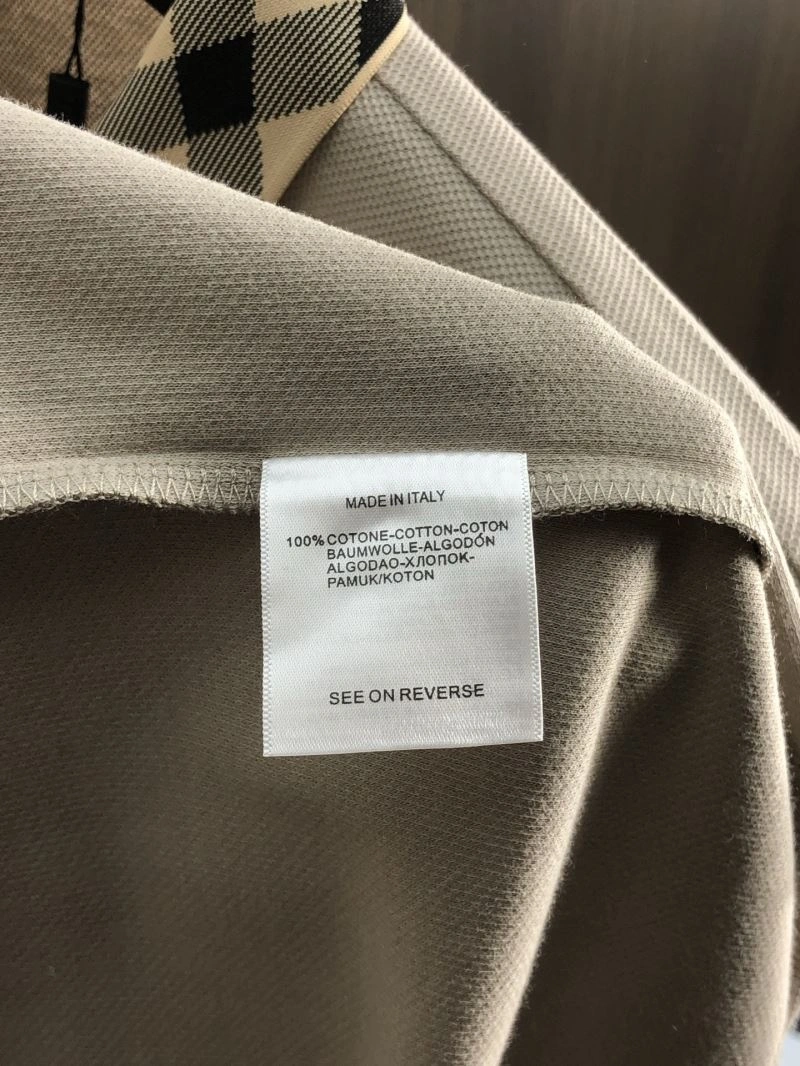 MADE IN ITALY
100% COTONE-COTTON-COTON
BAUMWOLLE-ALGODÓN
ALGODAO-ХЛОПОК-
PAMUK/KOTON
SEE ON REVERSE